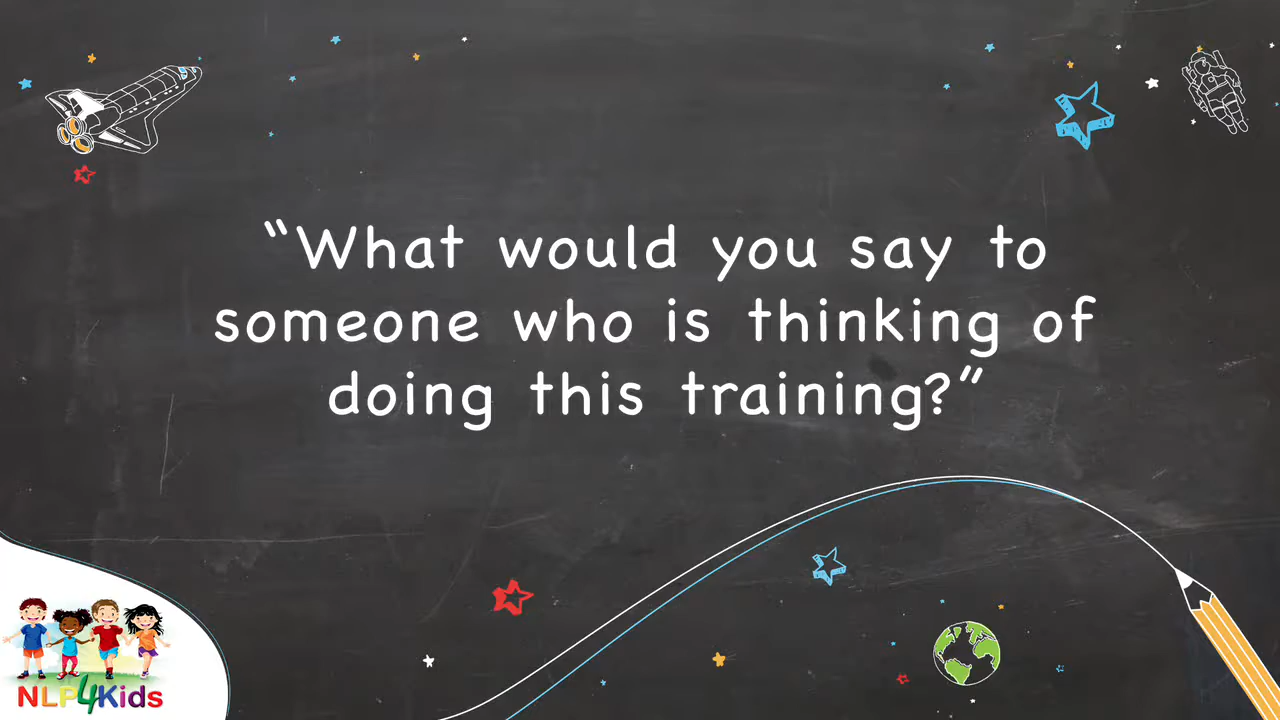 “What would you say to
someone who is thinking of
doing this training?”
NLP4Kids